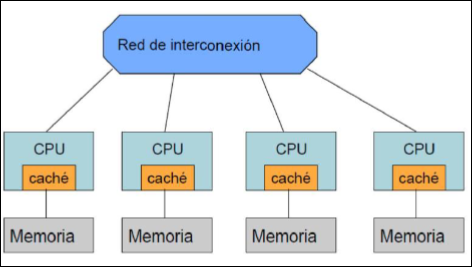 Red de interconexión
CPU
caché
Memoria
CPU
caché
Memoria
CPU
caché
Memoria
CPU
caché
Memoria